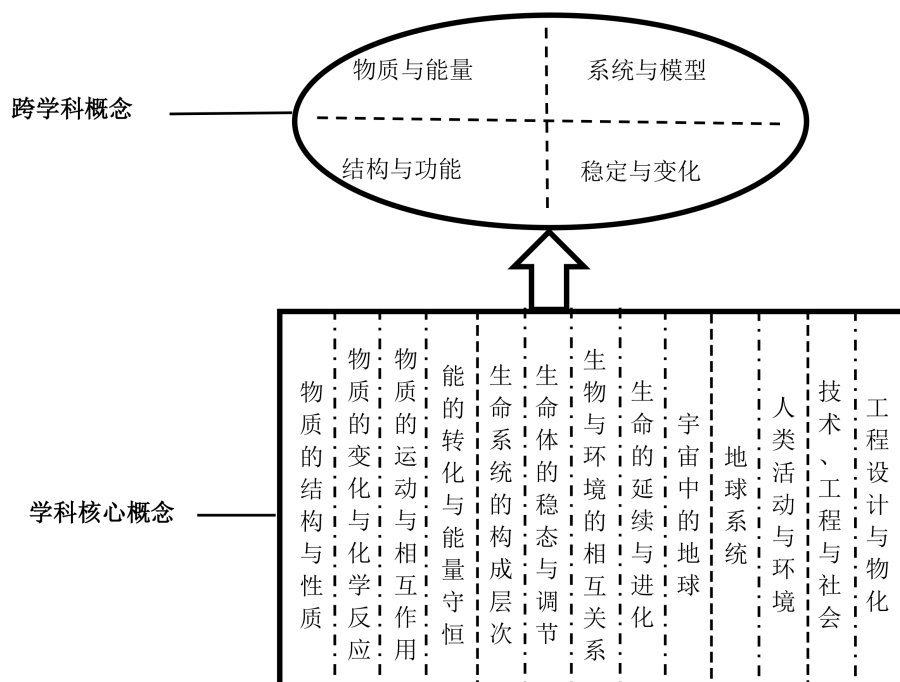 物质与能量
系统与模型
跨学科概念
结构与功能
稳定与变化
学科核心概念
物质的结构与性质
物质的变化与化学反应
物质的运动与相互作用
能的转化与能量守恒
生命系统的构成层次
生命体的稳态与调节
生物与环境的相互关系
生命的延续与进化
宇宙中的地球
地球系统
人类活动与环境
技术、工程与社会
工程设计与物化